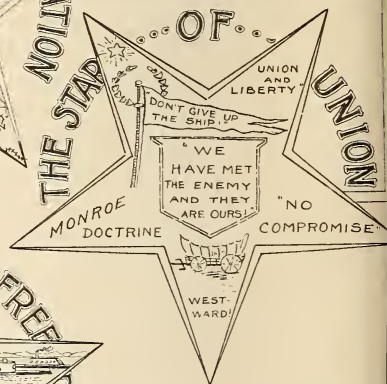 THE STAR OF UNION
UNION
AND
LIBERTY"
DON'T GIVE UP
THE SHIP!"
"WE
HAVE MET
THE ENEMY
AND THEY
ARE OURS!"
MONROE
DOCTRINE
"NO
COMPROMISE"
WEST-
WARD!